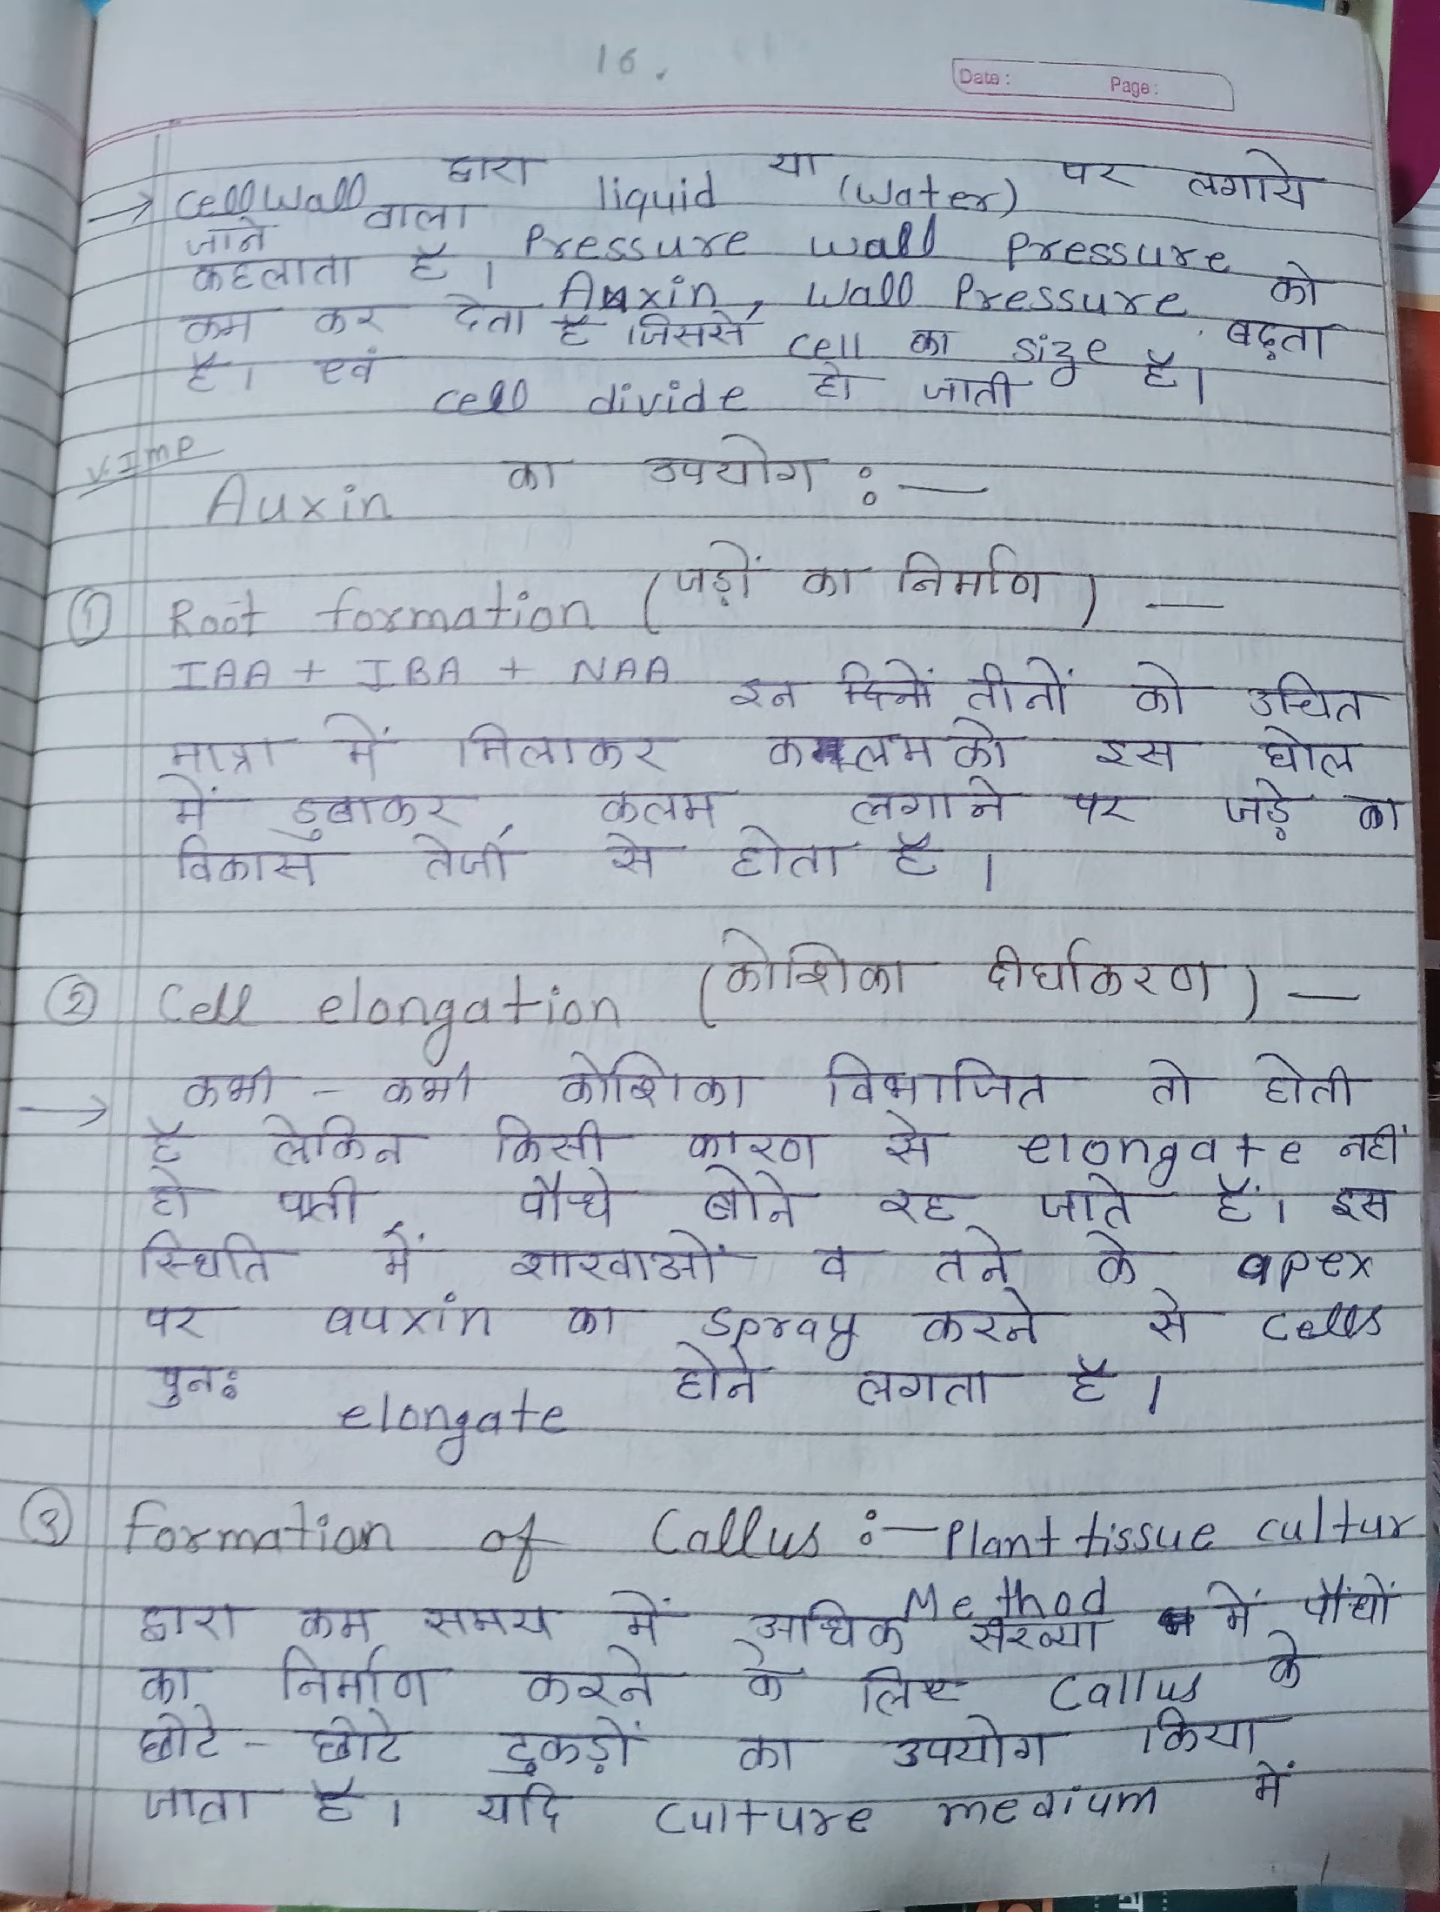 16.
Date : Page :
→ Cell Wall द्वारा liquid या (Water) पर लगाये
जाने वाला Pressure Wall Pressure
कहलाता है। Auxin, Wall Pressure को
कम कर देता है जिससे cell का size बढ़ता
है। एवं cell divide हो जाती है।
V.Imp
Auxin का उपयोग :—
① Root formation (जड़ों का निर्माण) —
IAA + IBA + NAA इन तीनों को उचित
मात्रा में मिलाकर कलम को इस घोल
में डुबाकर कलम लगाने पर जड़े का
विकास तेजी से होता है।
② Cell elongation (कोशिका दीर्घाकरण) —
→ कभी - कभी कोशिका विभाजित तो होती
है लेकिन किसी कारण से elongate नहीं
हो पाती पौधे बोने रह जाते हैं। इस
स्थिति में शाखाओं व तने के apex
पर auxin का spray करने से cells
पुनः elongate होने लगता है।
③ formation of Callus :— Plant tissue cultur
Method
द्वारा कम समय में अधिक संख्या में पौधों
का निर्माण करने के लिए Callus के
छोटे - छोटे टुकड़ों का उपयोग किया
जाता है। यदि culture medium में